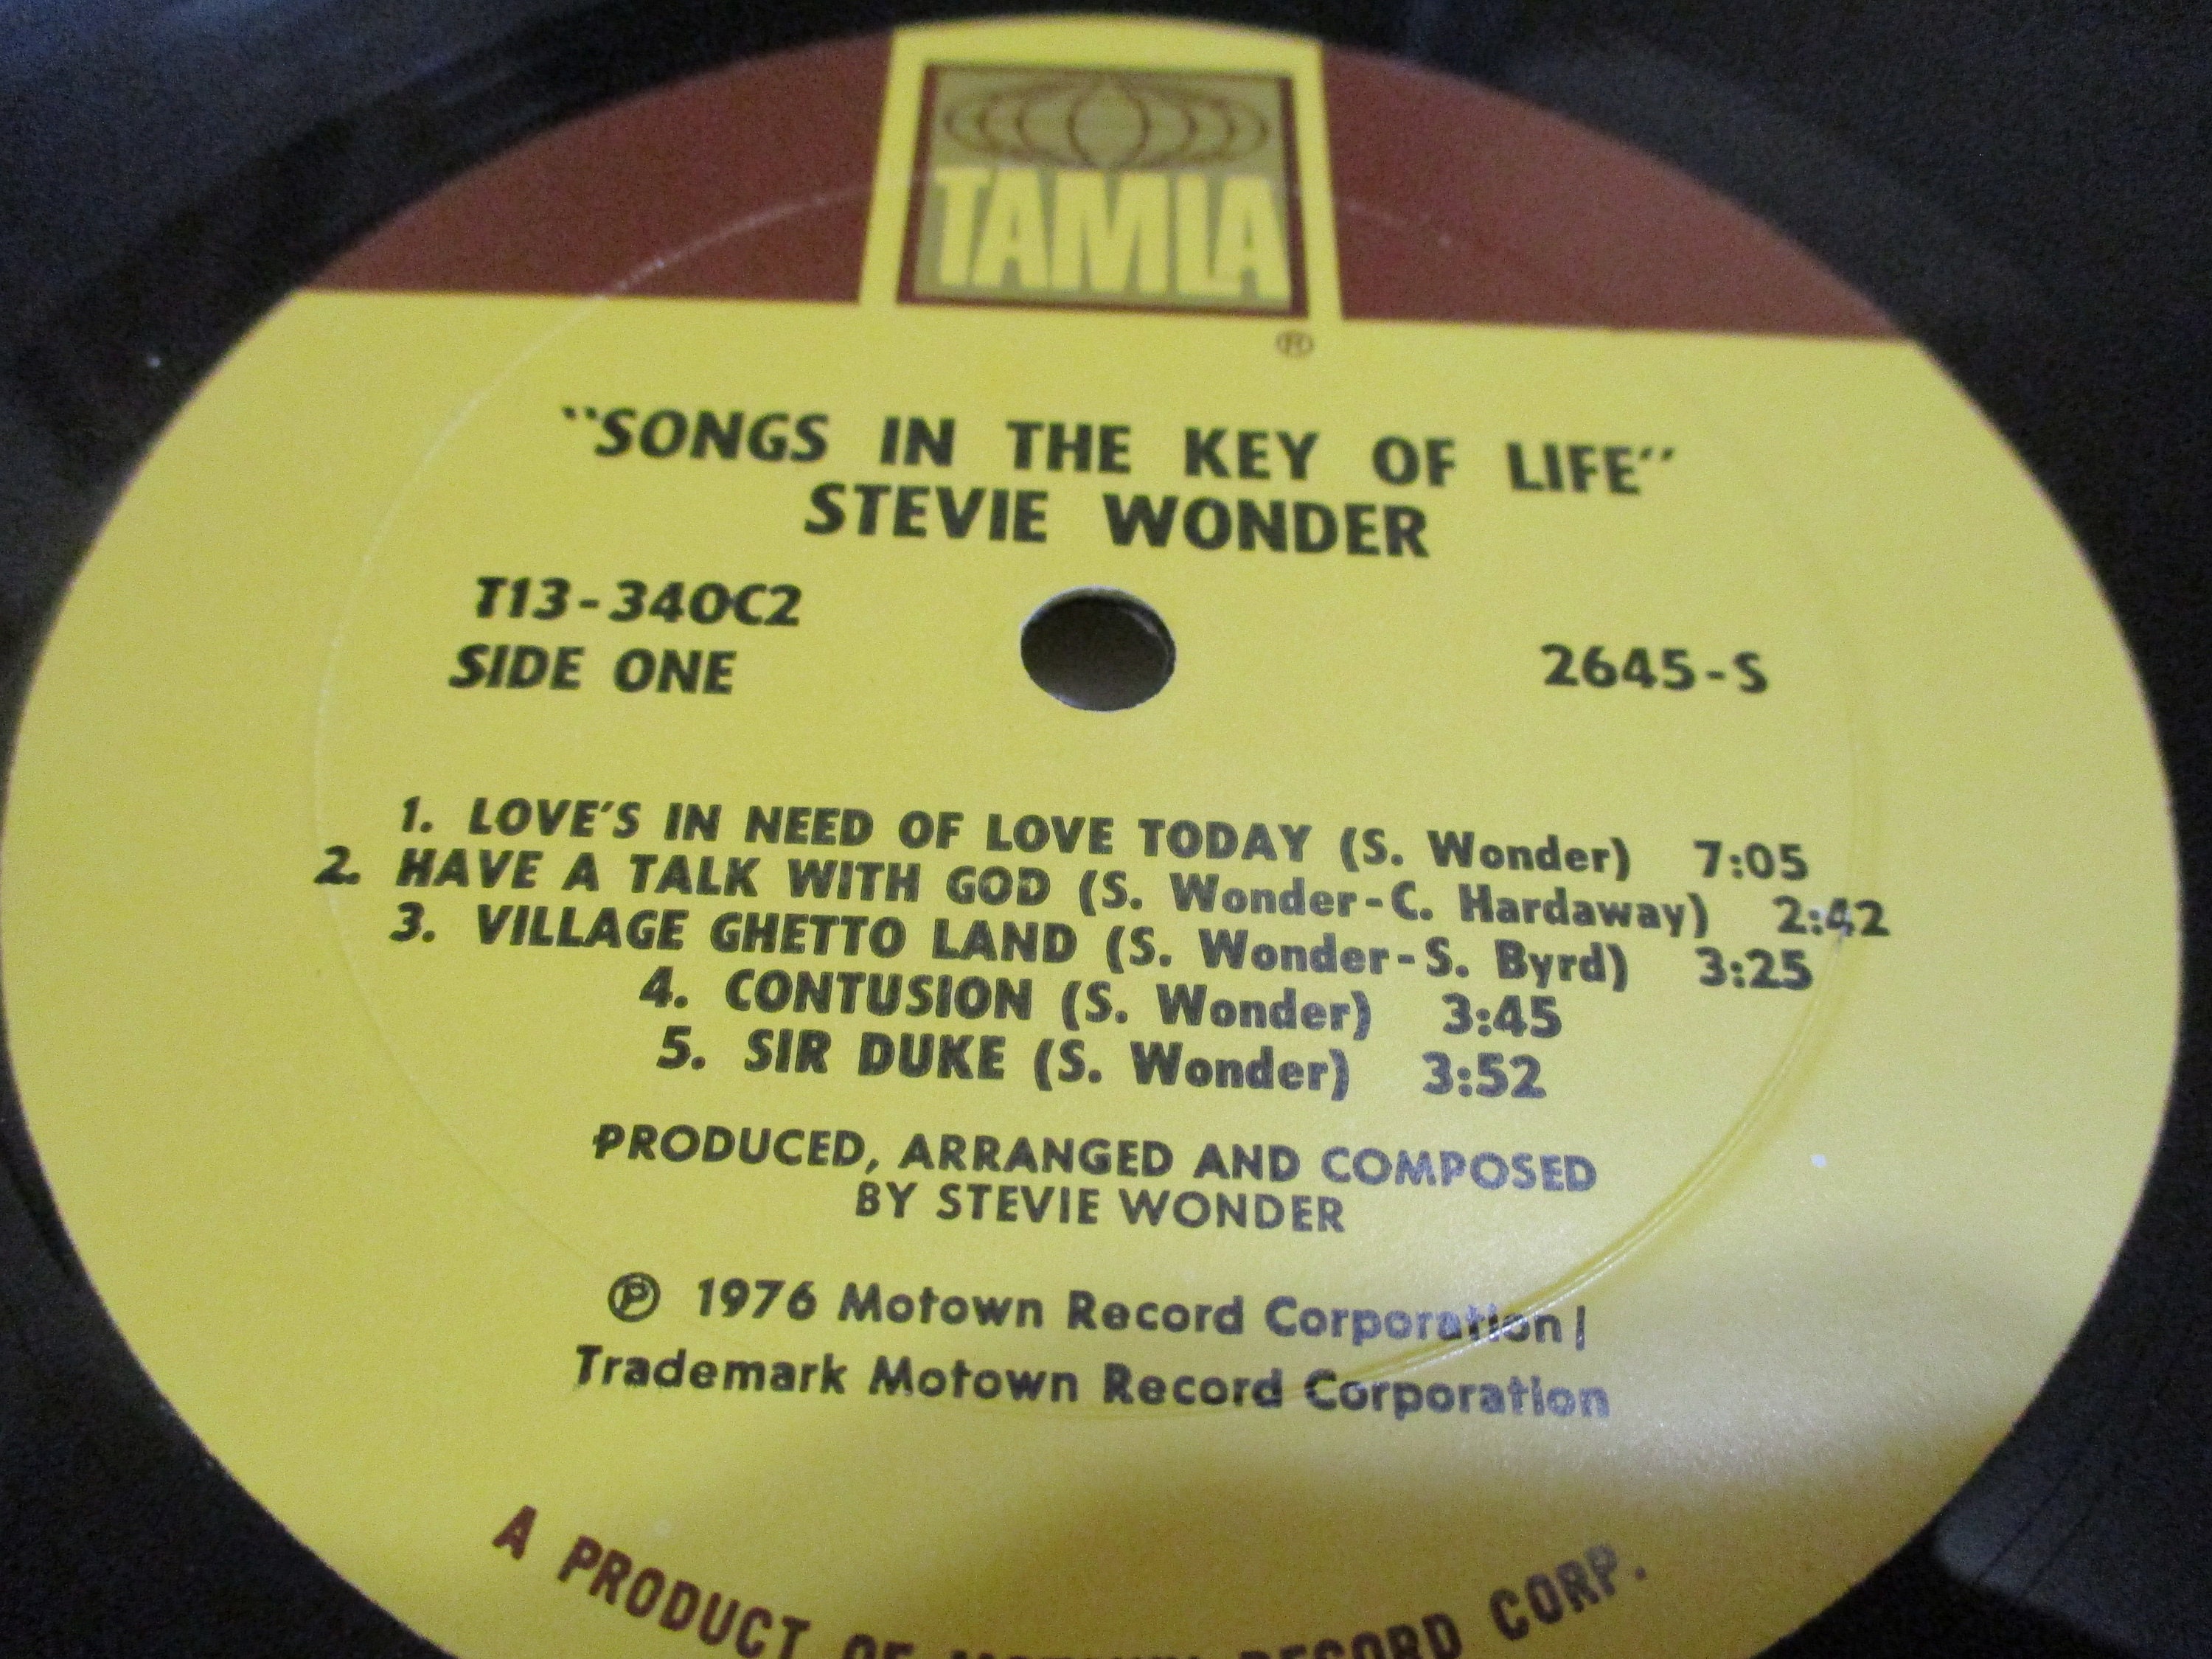 TAMLA
®
"SONGS IN THE KEY OF LIFE"
STEVIE WONDER
T13-340C2
SIDE ONE
2645-S
1. LOVE'S IN NEED OF LOVE TODAY (S. Wonder) 7:05
2. HAVE A TALK WITH GOD (S. Wonder-C. Hardaway) 2:42
3. VILLAGE GHETTO LAND (S. Wonder-S. Byrd) 3:25
4. CONTUSION (S. Wonder) 3:45
5. SIR DUKE (S. Wonder) 3:52
PRODUCED, ARRANGED AND COMPOSED
BY STEVIE WONDER
℗ 1976 Motown Record Corporation|
Trademark Motown Record Corporation
A PRODUCT OF MOTOWN RECORD CORP.